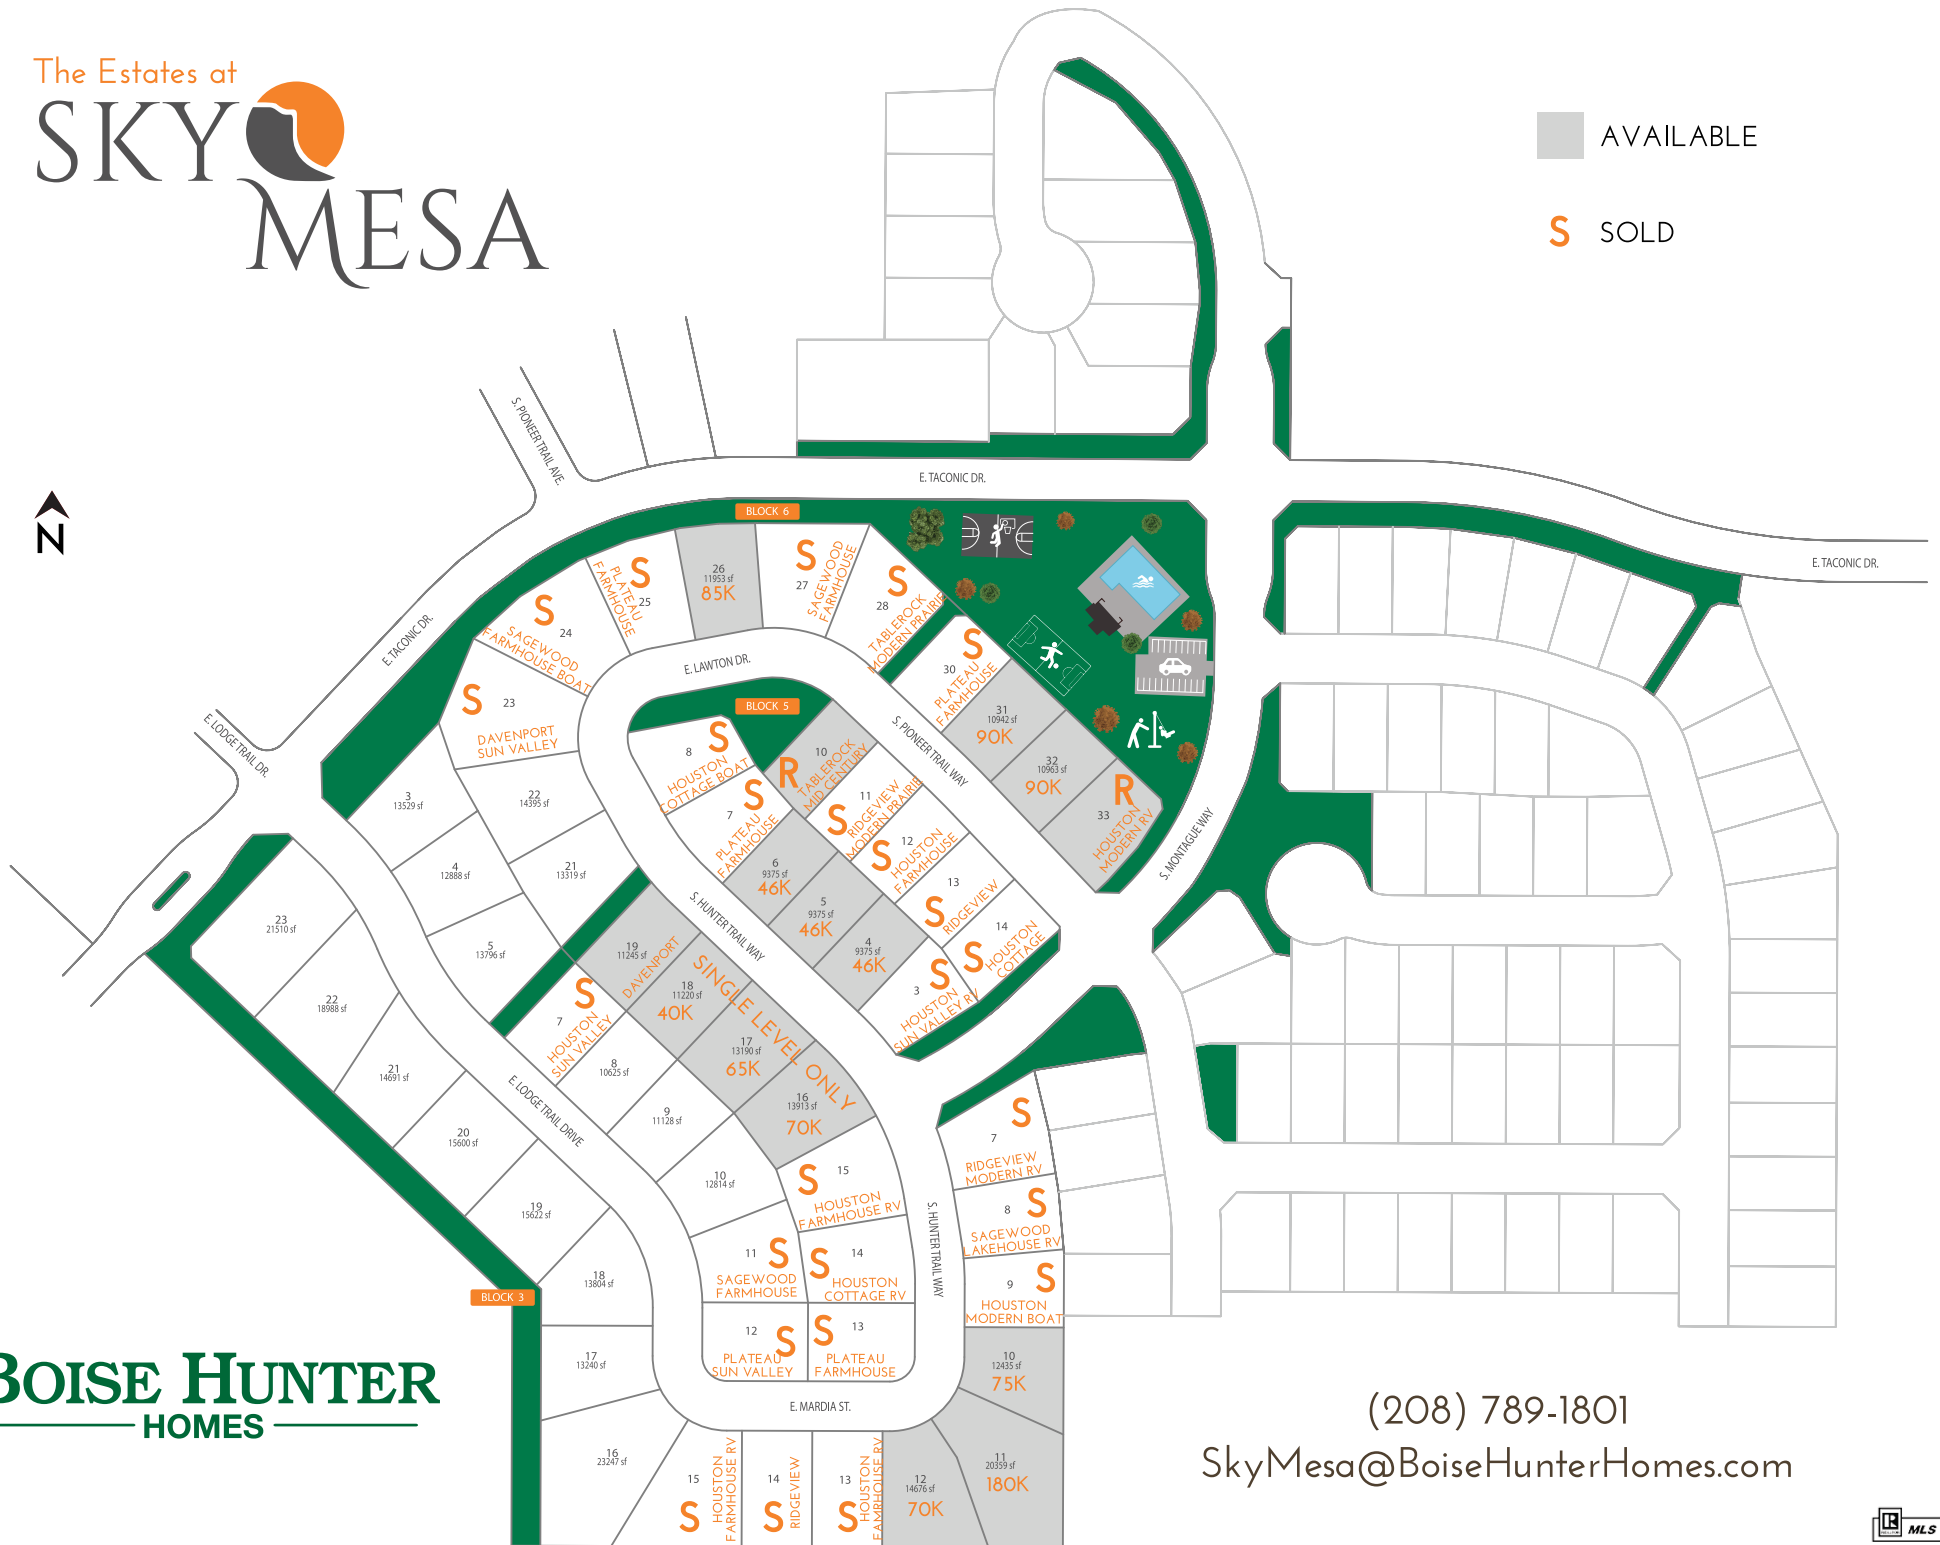 The Estates at
SKY
MESA
AVAILABLE
S SOLD
N
S. PIONEER TRAIL AVE.
E. TACONIC DR.
E. TACONIC DR.
E. TACONIC DR.
E. LODGETRAIL DR.
BLOCK 6
26
11953 sf
85K
S
27
SAGEWOOD
FARMHOUSE
S
25
PLATEAU
FARMHOUSE
S
24
SAGEWOOD
FARMHOUSE BOAT
S
28
TABLEROCK
MODERN PRAIRIE
S
23
DAVENPORT
SUN VALLEY
S
30
PLATEAU
FARMHOUSE
31
10942 sf
90K
32
10963 sf
90K
R
33
HOUSTON
MODERN RV
E. LAWTON DR.
S. PIONEER TRAIL WAY
S. MONTAGUE WAY
BLOCK 5
8
S
HOUSTON
COTTAGE BOAT
R
10
TABLEROCK
MID CENTURY
7
S
PLATEAU
FARMHOUSE
11
S
RIDGEVIEW
MODERN PRAIRIE
12
S
HOUSTON
FARMHOUSE
13
S
RIDGEVIEW
14
S
HOUSTON
COTTAGE
6
9375 sf
46K
5
9375 sf
46K
4
9375 sf
46K
3
S
HOUSTON
SUN VALLEY RV
S. HUNTER TRAIL WAY
3
13529 sf
22
14395 sf
4
12888 sf
21
13319 sf
5
13796 sf
19
11245 sf
DAVENPORT
SINGLE LEVEL ONLY
18
11220 sf
40K
17
13190 sf
65K
16
13913 sf
70K
S
7
HOUSTON
SUN VALLEY
8
10625 sf
9
11128 sf
10
12814 sf
23
21510 sf
22
18988 sf
21
14691 sf
20
15600 sf
19
15622 sf
18
13804 sf
17
13240 sf
16
23247 sf
E. LODGETRAIL DRIVE
BLOCK 3
S
15
HOUSTON
FARMHOUSE RV
11
S
SAGEWOOD
FARMHOUSE
S
14
HOUSTON
COTTAGE RV
12
S
PLATEAU
SUN VALLEY
S
13
PLATEAU
FARMHOUSE
S. HUNTER TRAIL WAY
S
7
RIDGEVIEW
MODERN RV
8
S
SAGEWOOD
LAKEHOUSE RV
9
S
HOUSTON
MODERN BOAT
10
12435 sf
75K
11
20359 sf
180K
12
14676 sf
70K
E. MARDIA ST.
15
S
HOUSTON
FARMHOUSE RV
14
S
RIDGEVIEW
13
S
HOUSTON
FAMRHOUSE RV
BOISE HUNTER
HOMES
(208) 789-1801
SkyMesa@BoiseHunterHomes.com
MLS